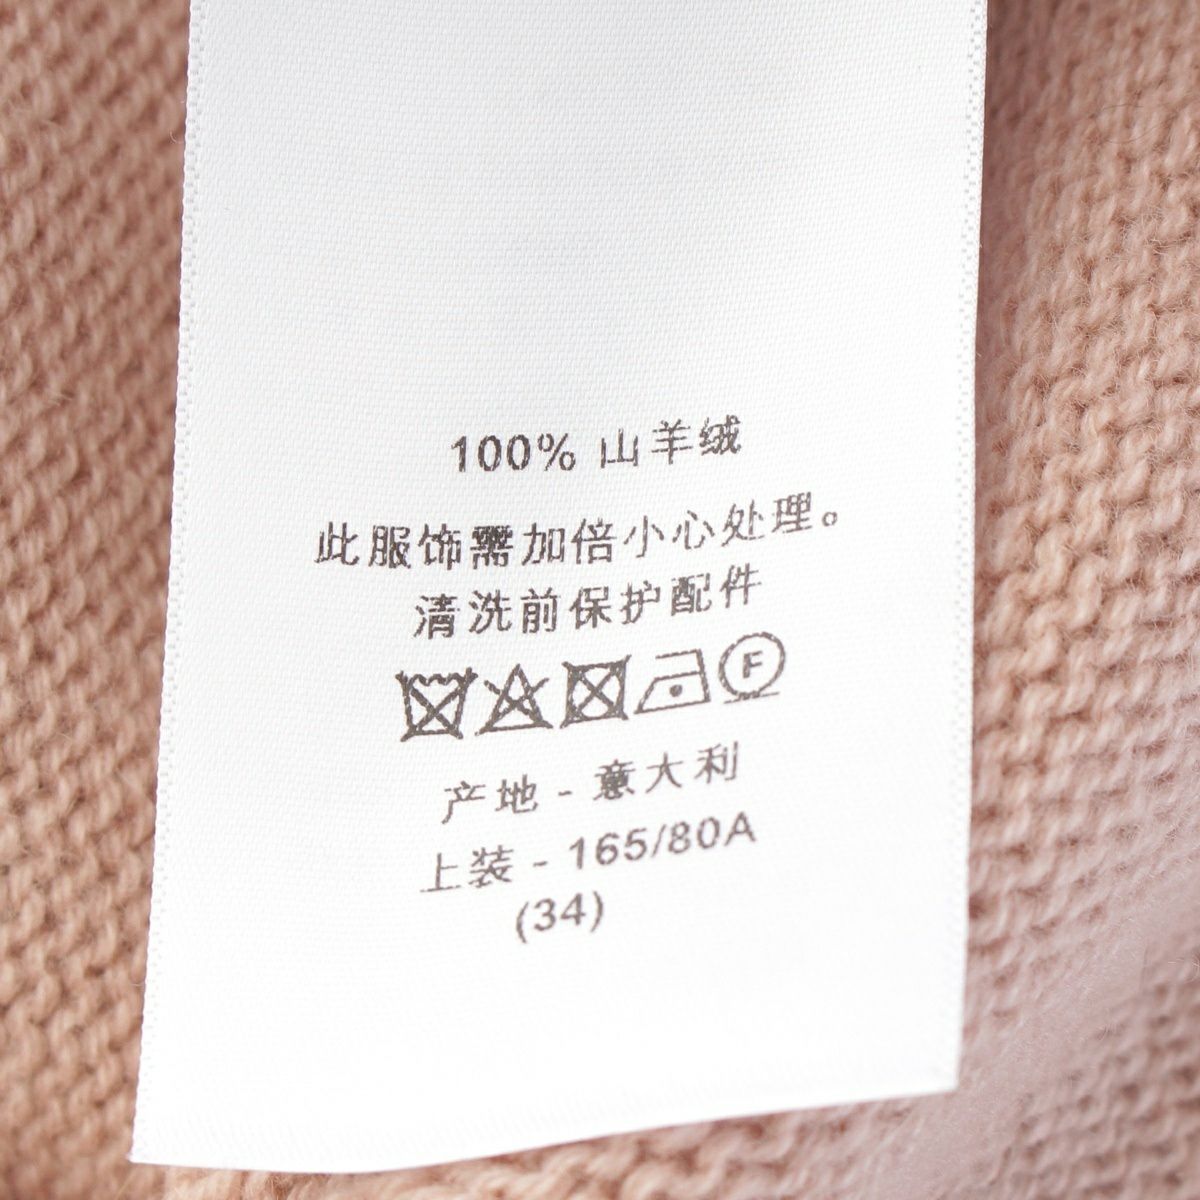 100% 山羊绒
此服饰需加倍小心处理。
清洗前保护配件
F
产地 - 意大利
上装 - 165/80A
(34)